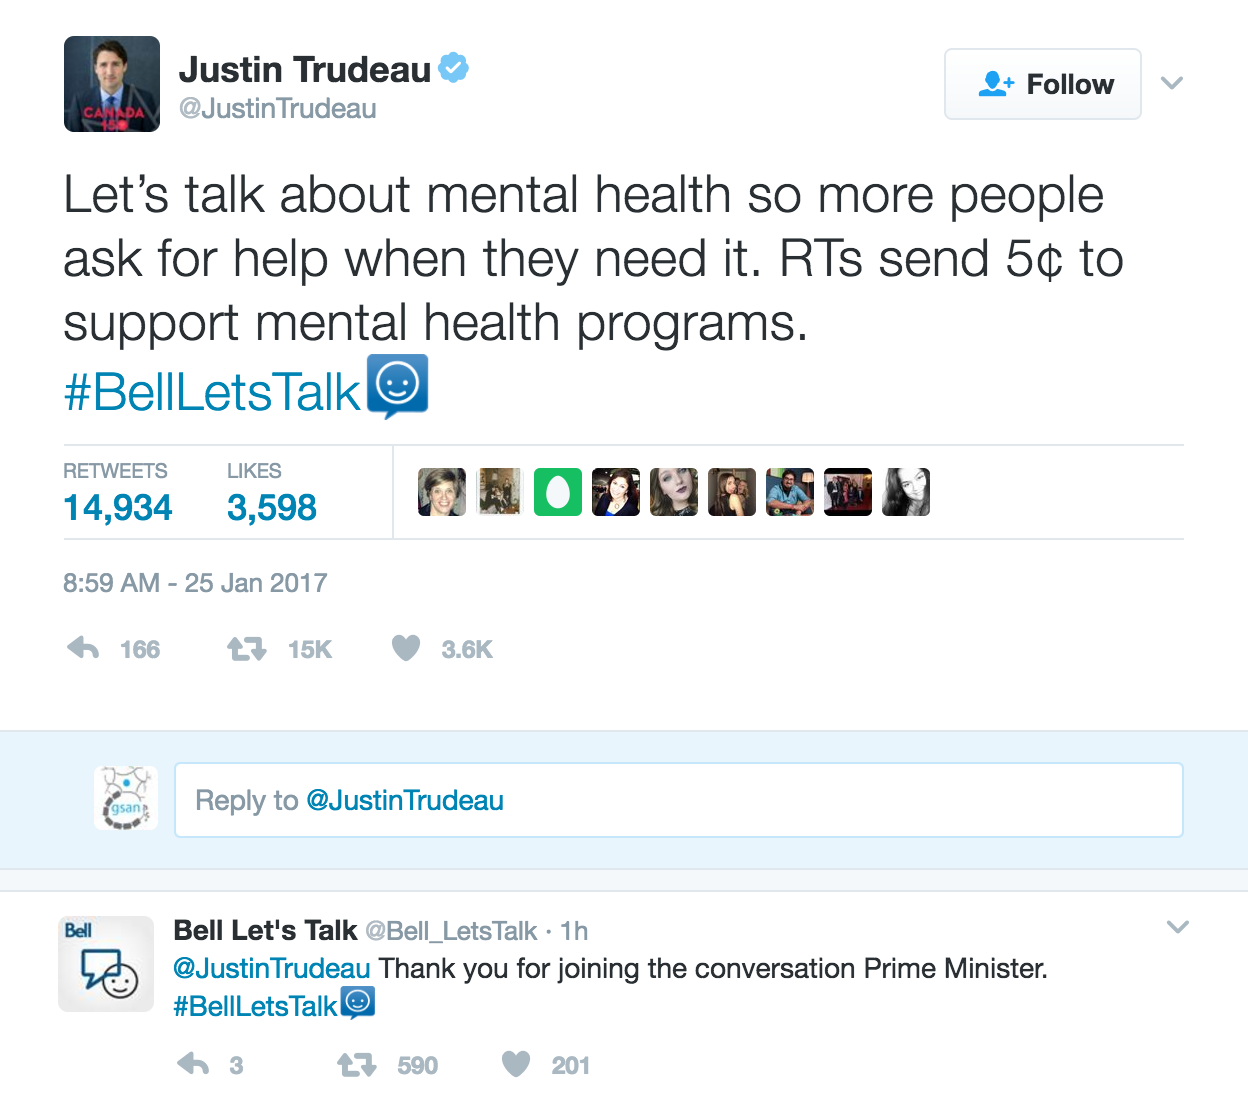 Justin Trudeau
@JustinTrudeau
CANADA
150
Follow
Let’s talk about mental health so more people
ask for help when they need it. RTs send 5¢ to
support mental health programs.
#BellLetsTalk
RETWEETS LIKES
14,934 3,598
8:59 AM - 25 Jan 2017
166 15K 3.6K
gsan
Reply to @JustinTrudeau
Bell
Bell Let's Talk @Bell_LetsTalk · 1h
@JustinTrudeau Thank you for joining the conversation Prime Minister.
#BellLetsTalk
3 590 201